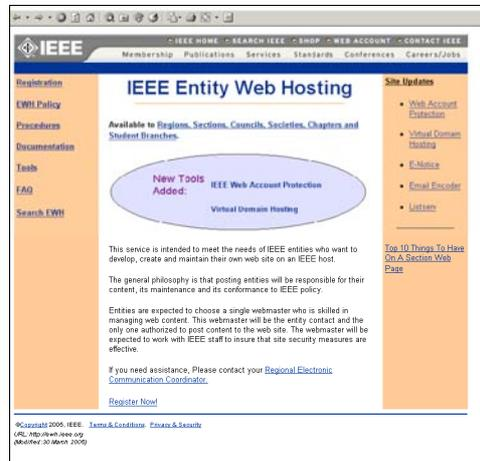 IEEE
IEEE HOME SEARCH IEEE SHOP WEB ACCOUNT CONTACT IEEE
Membership Publications Services Standards Conferences Careers/Jobs
Registration
EWH Policy
Procedures
Documentation
Tools
FAQ
Search EWH
IEEE Entity Web Hosting
Available to Regions, Sections, Councils, Societies, Chapters and
Student Branches.
New Tools
Added:
IEEE Web Account Protection
Virtual Domain Hosting
This service is intended to meet the needs of IEEE entities who want to
develop, create and maintain their own web site on an IEEE host.
The general philosophy is that posting entities will be responsible for their
content, its maintenance and its conformance to IEEE policy.
Entities are expected to choose a single webmaster who is skilled in
managing web content. This webmaster will be the entity contact and the
only one authorized to post content to the web site. The webmaster will be
expected to work with IEEE staff to insure that site security measures are
effective.
If you need assistance, Please contact your Regional Electronic
Communication Coordinator.
Register Now!
Site Updates
• Web Account
Protection
• Virtual Domain
Hosting
• E-Notice
• Email Encoder
• Listserv
Top 10 Things To Have
On A Section Web
Page
©Copyright 2005, IEEE. Terms & Conditions. Privacy & Security
URL: http://ewh.ieee.org
(Modified: 30 March 2005)